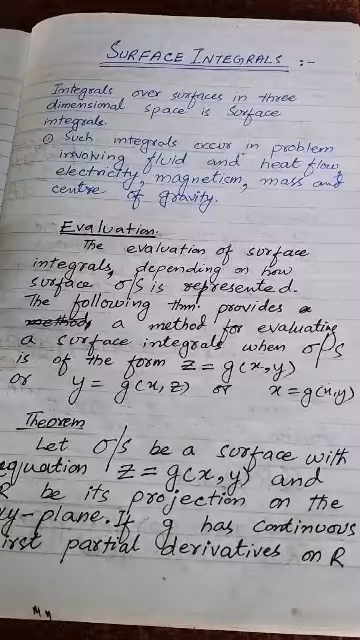 SURFACE INTEGRALS :-
Integrals over surfaces in three
dimensional space is Surface
integrals.
Such integrals occur in problem
involving fluid and heat flow,
electricity, magnetism, mass and
centre of gravity.
Evaluation.
The evaluation of surface
integrals, depending on how
surface σ/s is represented.
The following thm: provides a
method, a method for evaluating
a surface integrals when σ/s
is of the form z = g(x,y)
or y = g(x,z) or x=g(x,y)
Theorem
Let σ/s be a surface with
equation z = g(x,y) and
R be its projection on the
xy-plane. If g has continuous
first partial derivatives on R